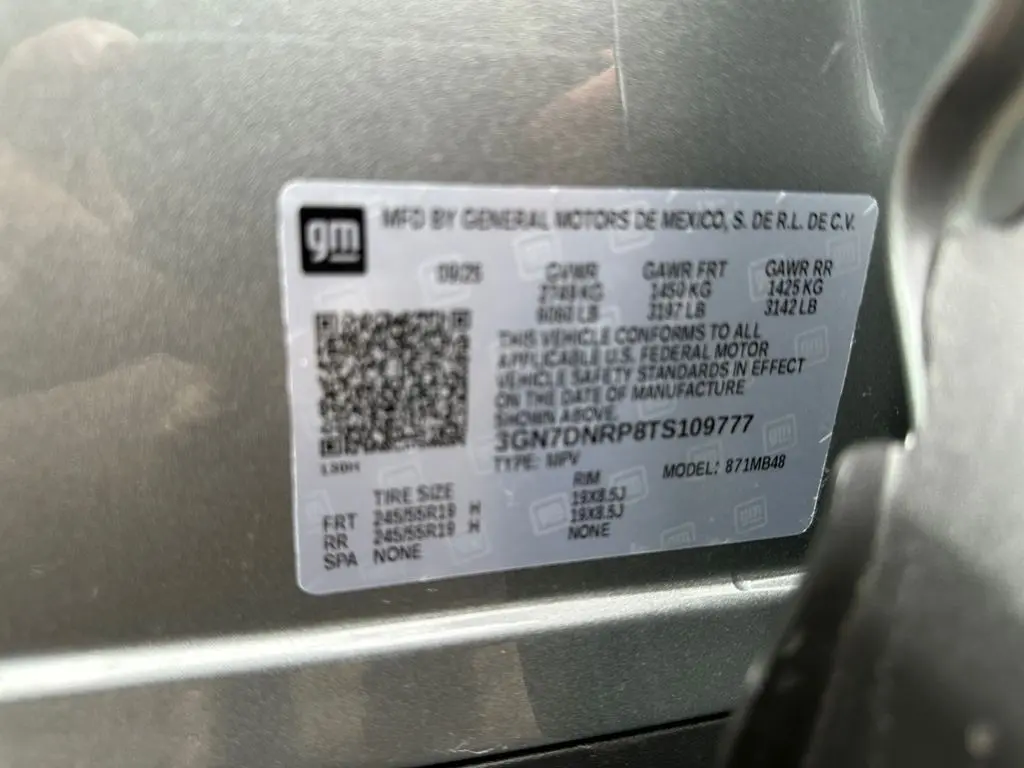 gm
MFD BY GENERAL MOTORS DE MEXICO, S. DE R.L. DE C.V.
09/25 GVWR GAWR FRT GAWR RR
1450 KG 1425 KG
LB 3197 LB 3142 LB
THIS VEHICLE CONFORMS TO ALL
APPLICABLE U.S. FEDERAL MOTOR
VEHICLE SAFETY STANDARDS IN EFFECT
ON THE DATE OF MANUFACTURE
SHOWN ABOVE.
3GN7DNRP8TS109777
TYPE: MPV MODEL: 871MB48
TIRE SIZE RIM
FRT 245/55R19 H 19X8.5J
RR 245/55R19 H 19X8.5J
SPA NONE NONE